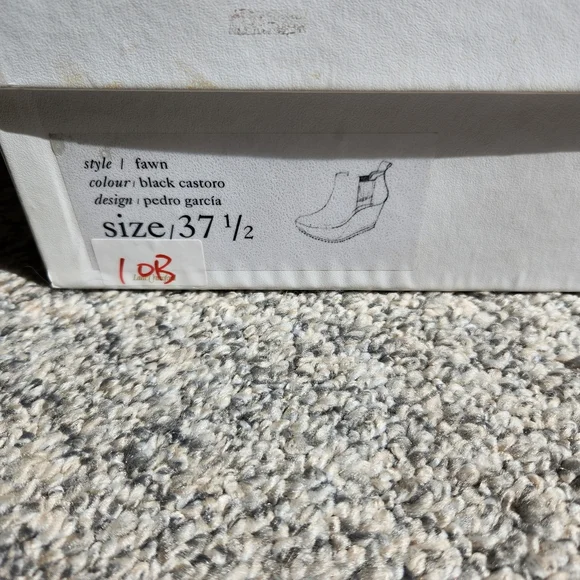 style | fawn
colour | black castoro
design | pedro garcía
size / 37 1/2
10B